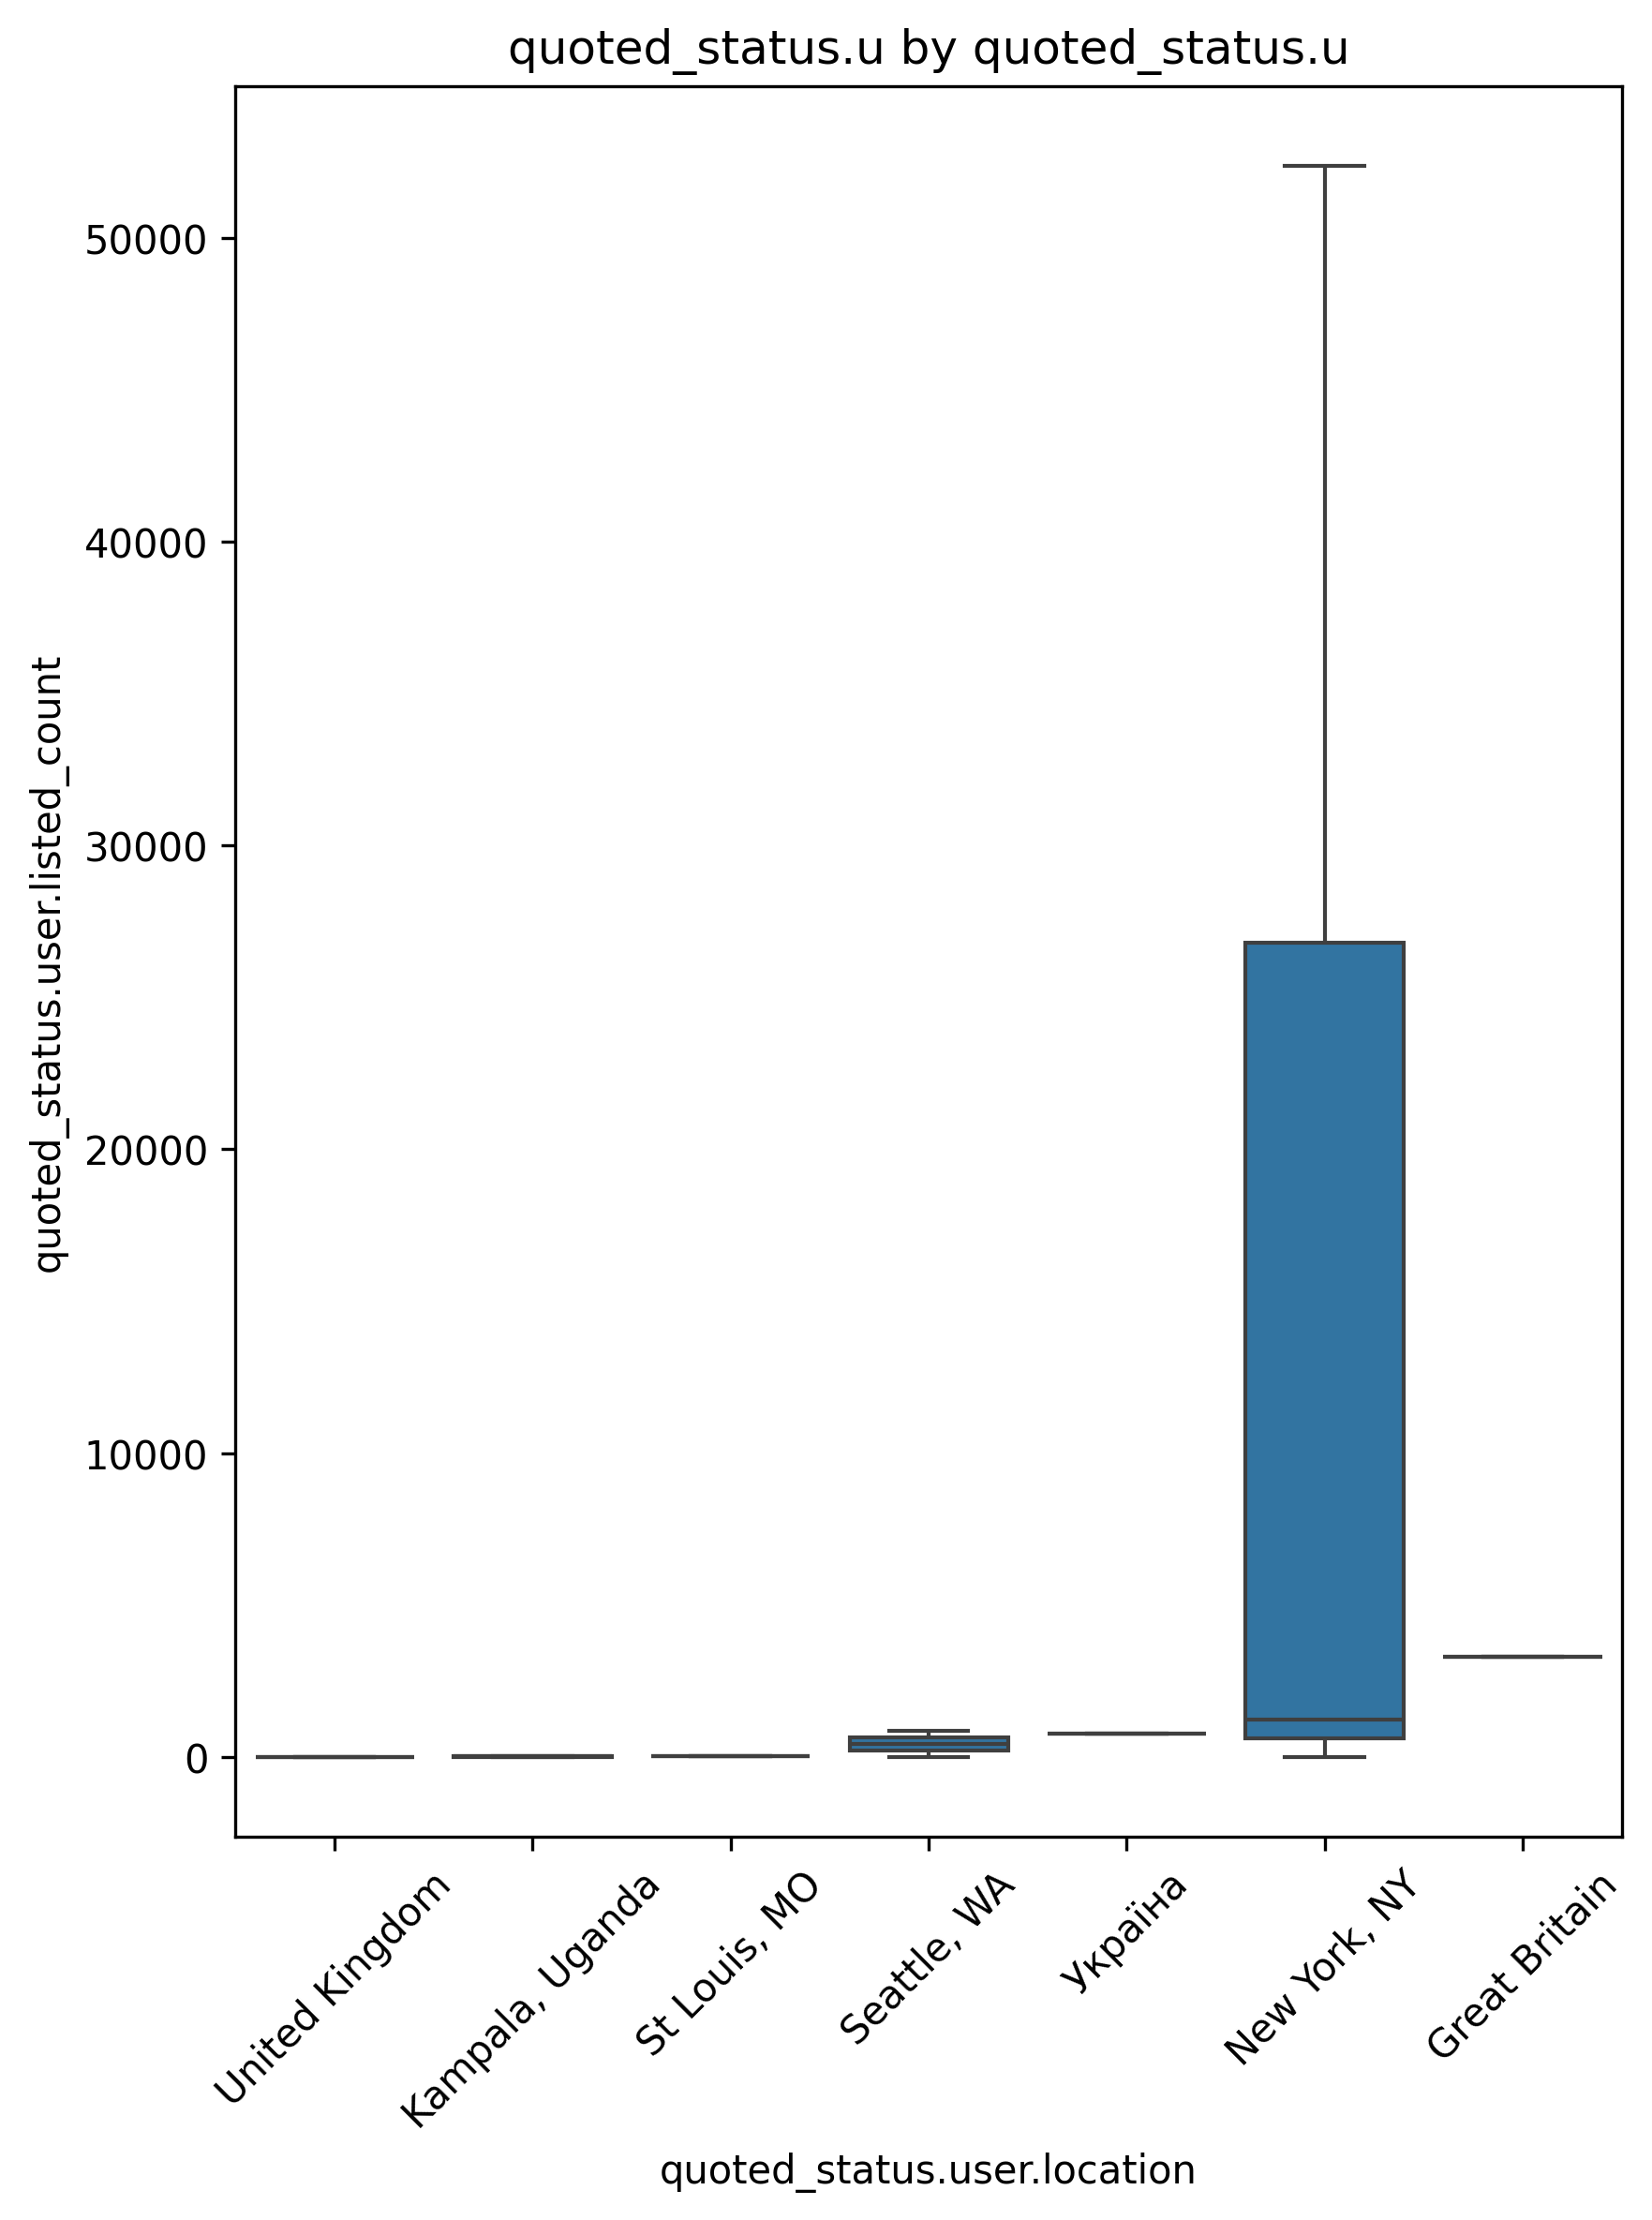 quoted_status.u by quoted_status.u
quoted_status.user.listed_count
50000
40000
30000
20000
10000
0
United Kingdom
Kampala, Uganda
St Louis, MO
Seattle, WA
Україна
New York, NY
Great Britain
quoted_status.user.location